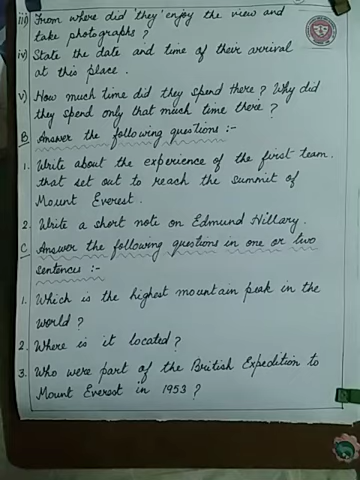 iii) From where did 'they' enjoy the view and
take photographs?
iv) State the date and time of their arrival
at this place.
v) How much time did they spend there? Why did
they spend only that much time there?
B Answer the following questions :-
1. Write about the experience of the first team.
that set out to reach the summit of
Mount Everest.
2. Write a short note on Edmund Hillary.
C Answer the following questions in one or two
sentences :-
1. Which is the highest mountain peak in the
world?
2. Where is it located?
3. Who were part of the British Expedition to
Mount Everest in 1953?